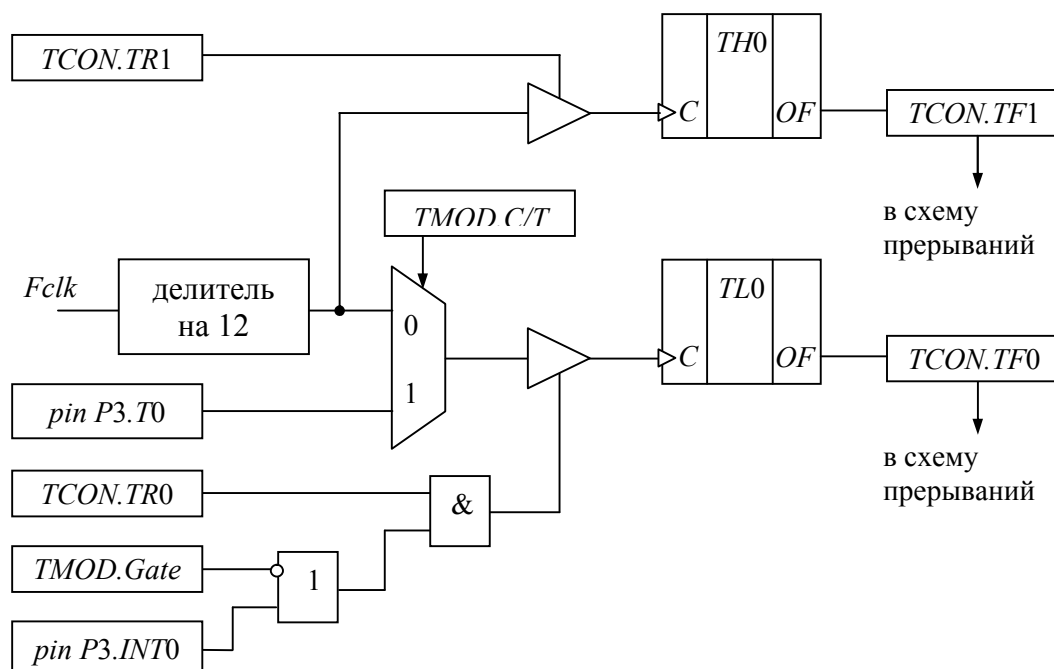 TCON.TR1
TH0
C
OF
TCON.TF1
в схему
прерываний
TMOD.C/T
Fclk
делитель
на 12
0
1
TL0
C
OF
TCON.TF0
pin P3.T0
в схему
прерываний
TCON.TR0
&
TMOD.Gate
1
pin P3.INT0